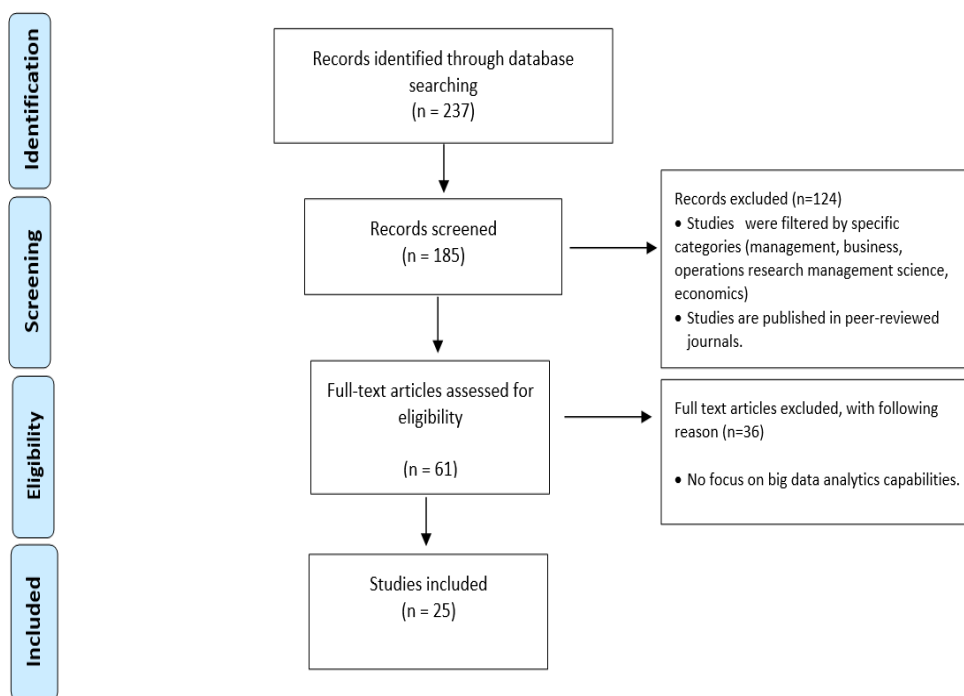 Identification
Records identified through database
searching
(n = 237)
Screening
Records screened
(n = 185)
Records excluded (n=124)
• Studies were filtered by specific
categories (management, business,
operations research management science,
economics)
• Studies are published in peer-reviewed
journals.
Eligibility
Full-text articles assessed for
eligibility
(n = 61)
Full text articles excluded, with following
reason (n=36)
• No focus on big data analytics capabilities.
Included
Studies included
(n = 25)